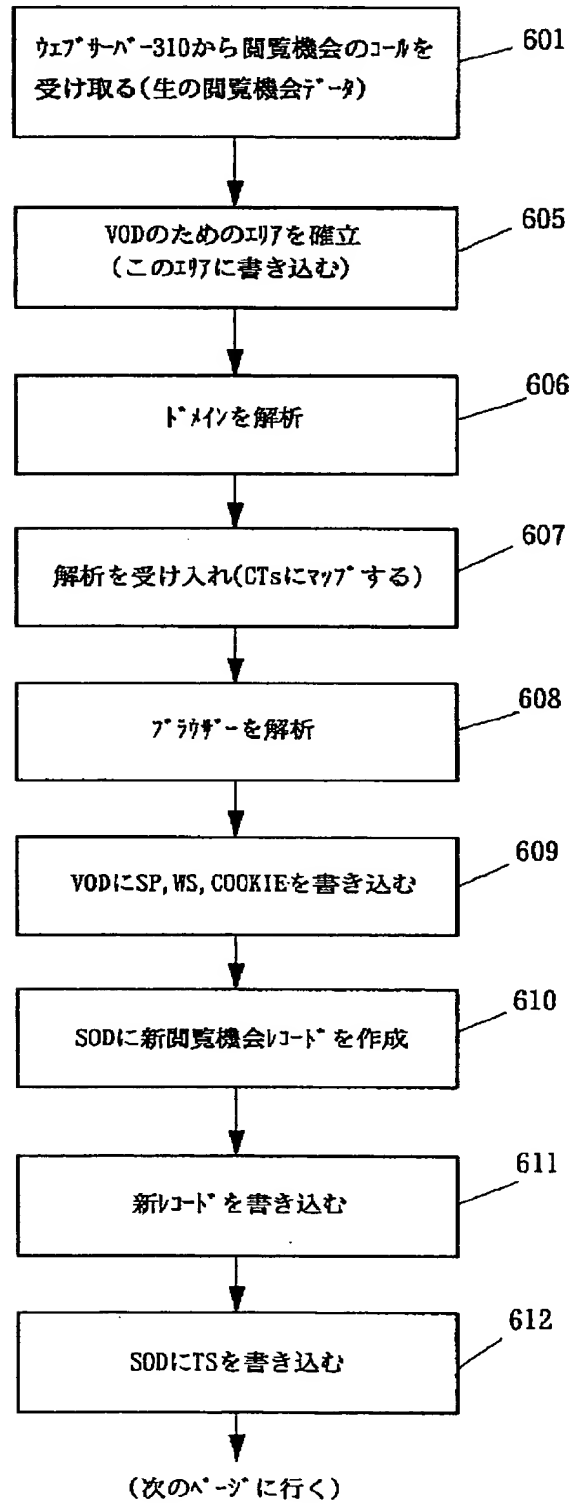 ウェブサーバー310から閲覧機会のコールを
受け取る(生の閲覧機会データ)
601
VODのためのエリアを確立
(このエリアに書き込む)
605
ドメインを解析
606
解析を受け入れ(CTsにマップする)
607
ブラウザーを解析
608
VODにSP,WS,COOKIEを書き込む
609
SODに新閲覧機会レコードを作成
610
新レコードを書き込む
611
SODにTSを書き込む
612
(次のページに行く)